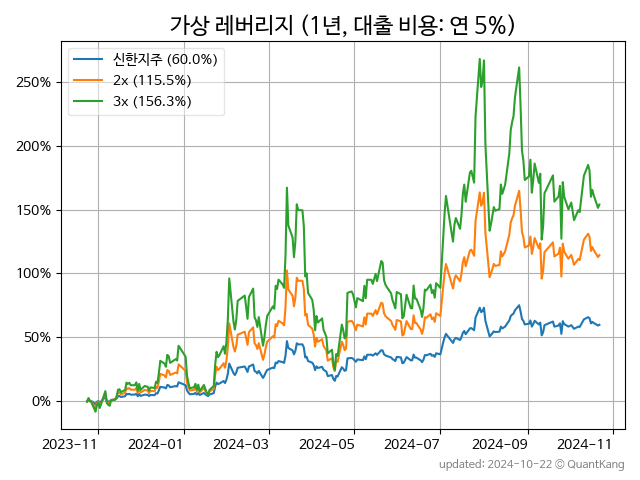 가상 레버리지 (1년, 대출 비용: 연 5%)
신한지주 (60.0%)
2x (115.5%)
3x (156.3%)
250%
200%
150%
100%
50%
0%
2023-11
2024-01
2024-03
2024-05
2024-07
2024-09
2024-11
updated: 2024-10-22 © QuantKang